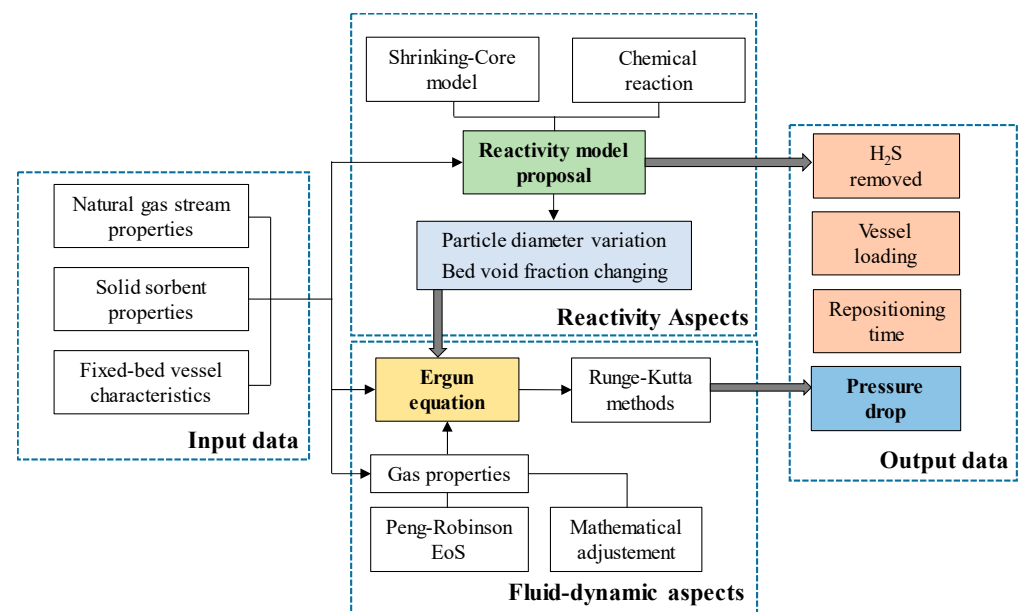 Shrinking-Core
model
Chemical
reaction
Reactivity model
proposal
Particle diameter variation
Bed void fraction changing
Reactivity Aspects
Natural gas stream
properties
Solid sorbent
properties
Fixed-bed vessel
characteristics
Input data
Ergun
equation
Runge-Kutta
methods
Gas properties
Peng-Robinson
EoS
Mathematical
adjustement
Fluid-dynamic aspects
H₂S
removed
Vessel
loading
Repositioning
time
Pressure
drop
Output data